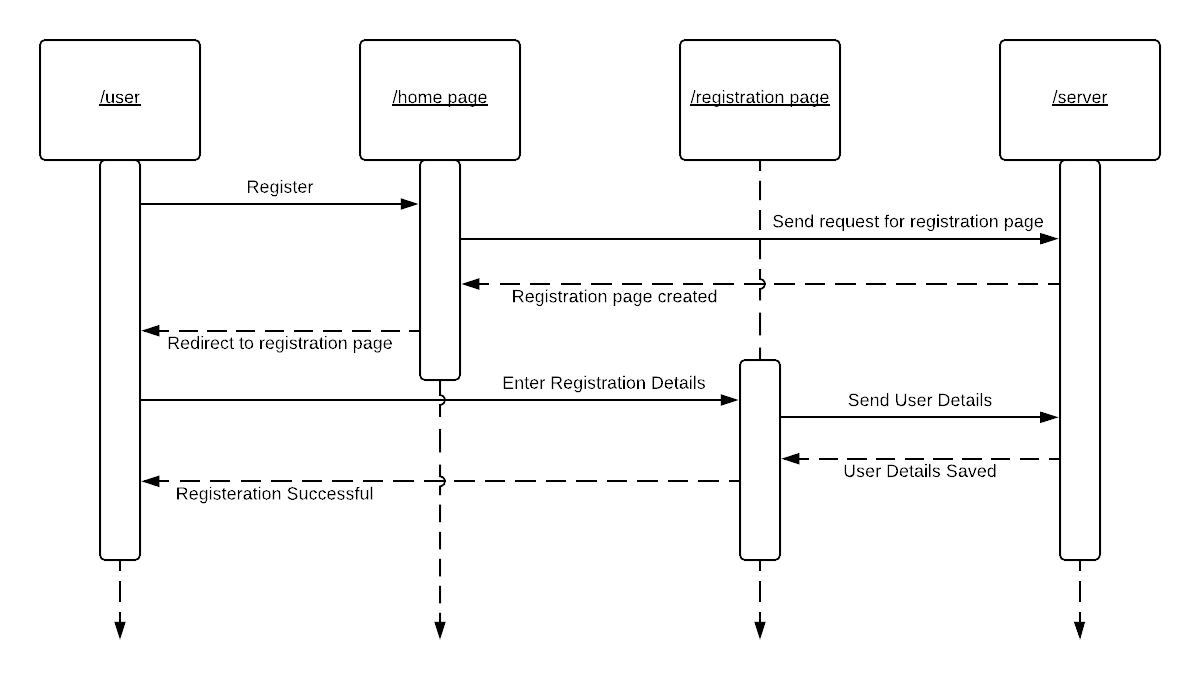 /user
/home page
/registration page
/server
Register
Send request for registration page
Registration page created
Redirect to registration page
Enter Registration Details
Send User Details
User Details Saved
Registeration Successful